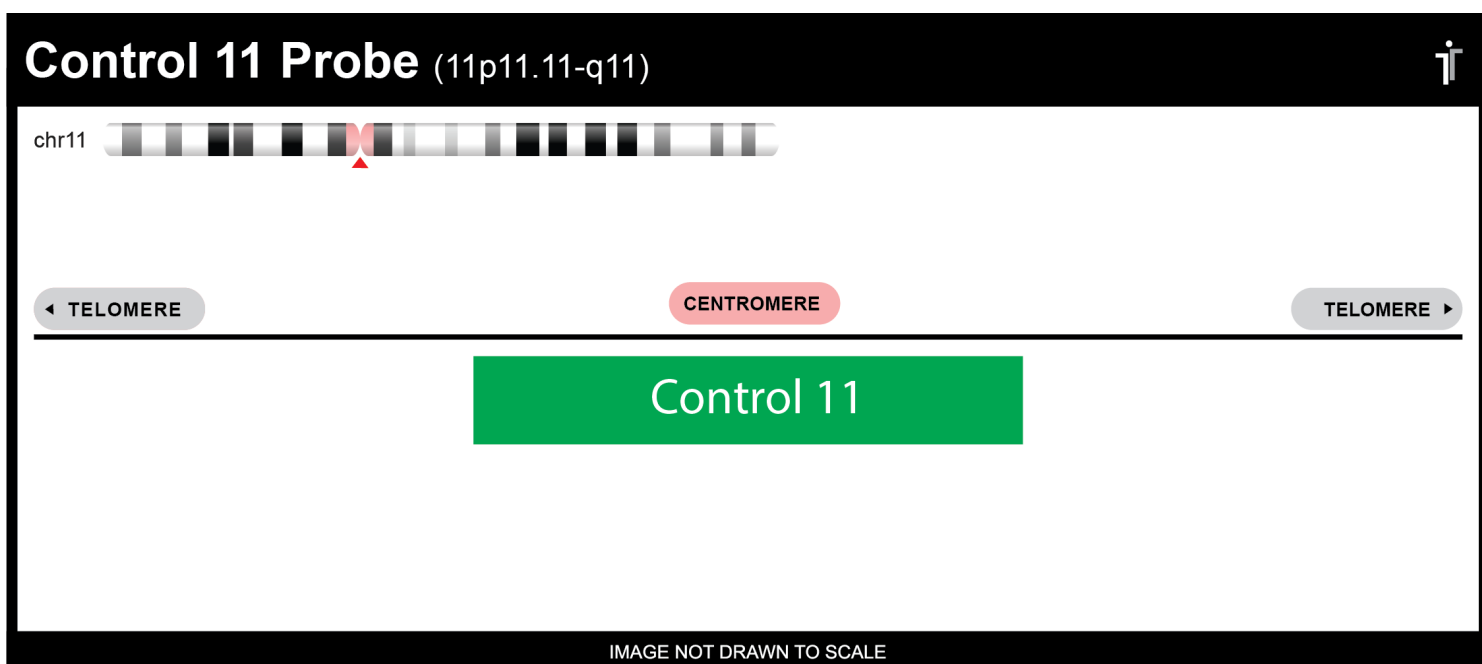 Control 11 Probe (11p11.11-q11)
chr11
TELOMERE
CENTROMERE
TELOMERE
Control 11
IMAGE NOT DRAWN TO SCALE